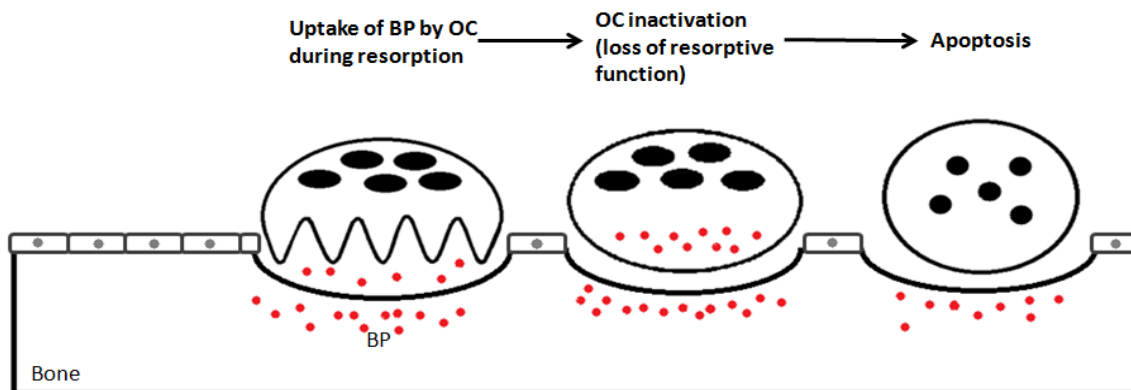 Uptake of BP by OC
during resorption
OC inactivation
(loss of resorptive
function)
Apoptosis
BP
Bone